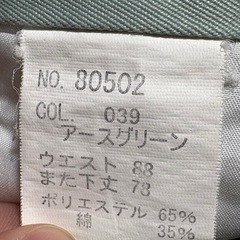 NO. 80502
COL. 039
アースグリーン
ウエスト 88
また下丈 78
ポリエステル 65%
綿 35%